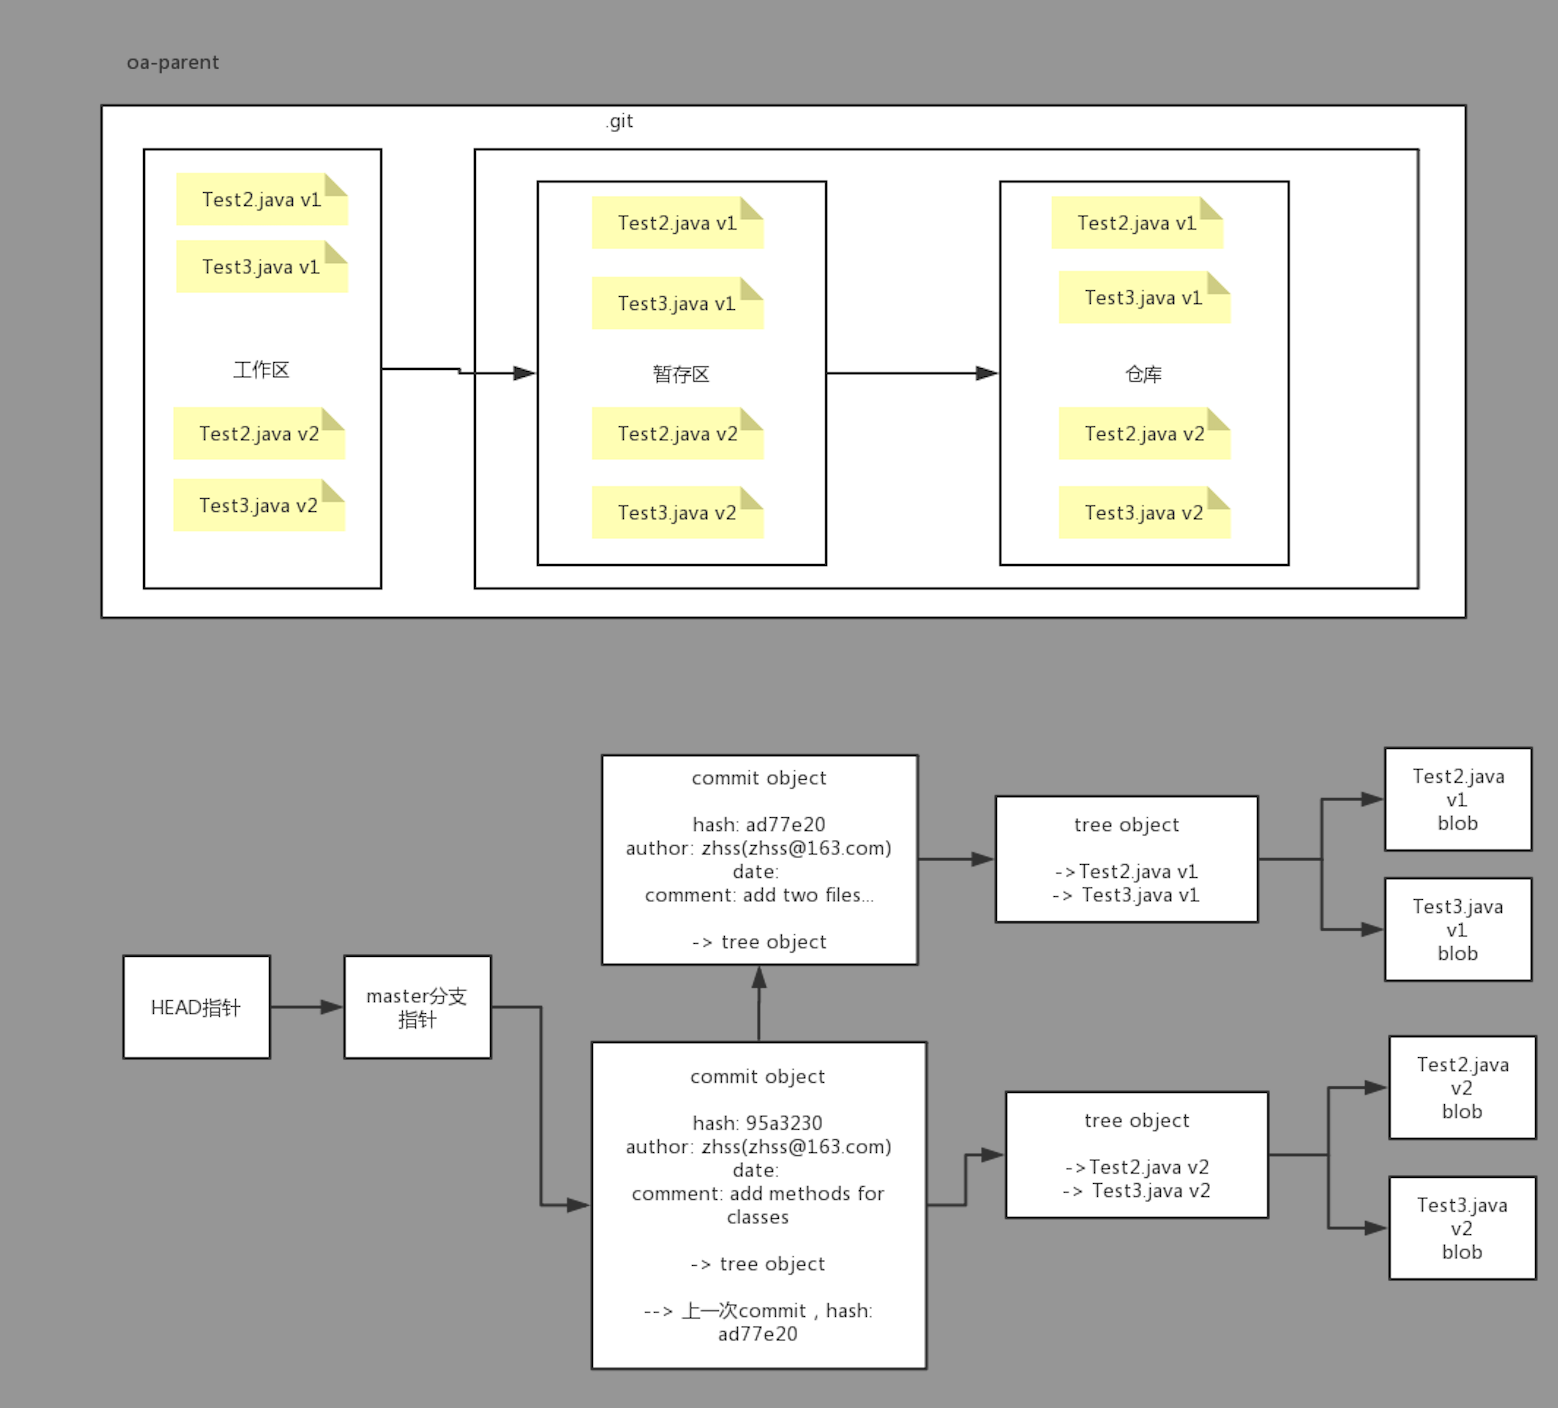 oa-parent
.git
Test2.java v1
Test3.java v1
工作区
Test2.java v2
Test3.java v2
Test2.java v1
Test3.java v1
暂存区
Test2.java v2
Test3.java v2
Test2.java v1
Test3.java v1
仓库
Test2.java v2
Test3.java v2
commit object
hash: ad77e20
author: zhss(zhss@163.com)
date:
comment: add two files...
-> tree object
tree object
->Test2.java v1
-> Test3.java v1
Test2.java
v1
blob
Test3.java
v1
blob
HEAD指针
master分支
指针
commit object
hash: 95a3230
author: zhss(zhss@163.com)
date:
comment: add methods for
classes
-> tree object
--> 上一次commit，hash:
ad77e20
tree object
->Test2.java v2
-> Test3.java v2
Test2.java
v2
blob
Test3.java
v2
blob